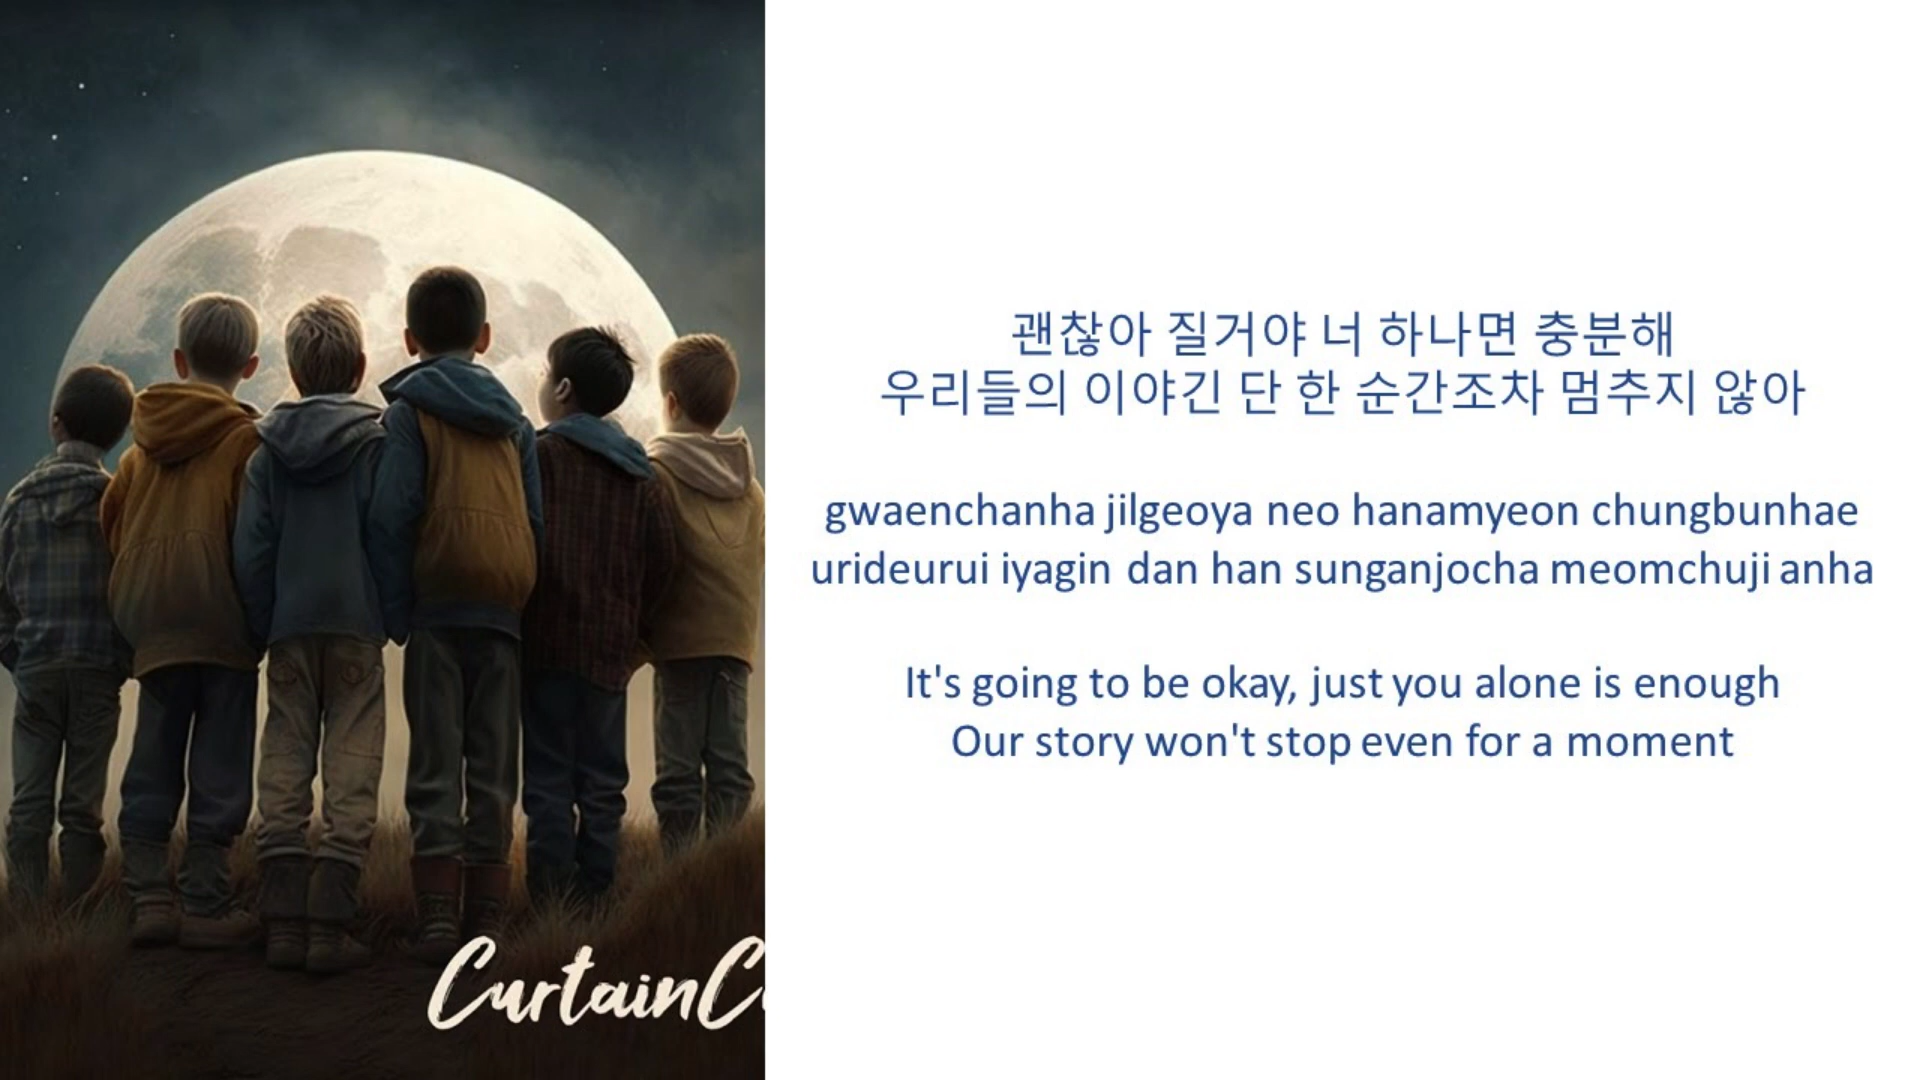 괜찮아 질거야 너 하나면 충분해
우리들의 이야긴 단 한 순간조차 멈추지 않아
gwaenchanha jilgeoya neo hanamyeon chungbunhae
urideurui iyagin dan han sunganjocha meomchuji anha
It's going to be okay, just you alone is enough
Our story won't stop even for a moment
CurtainC